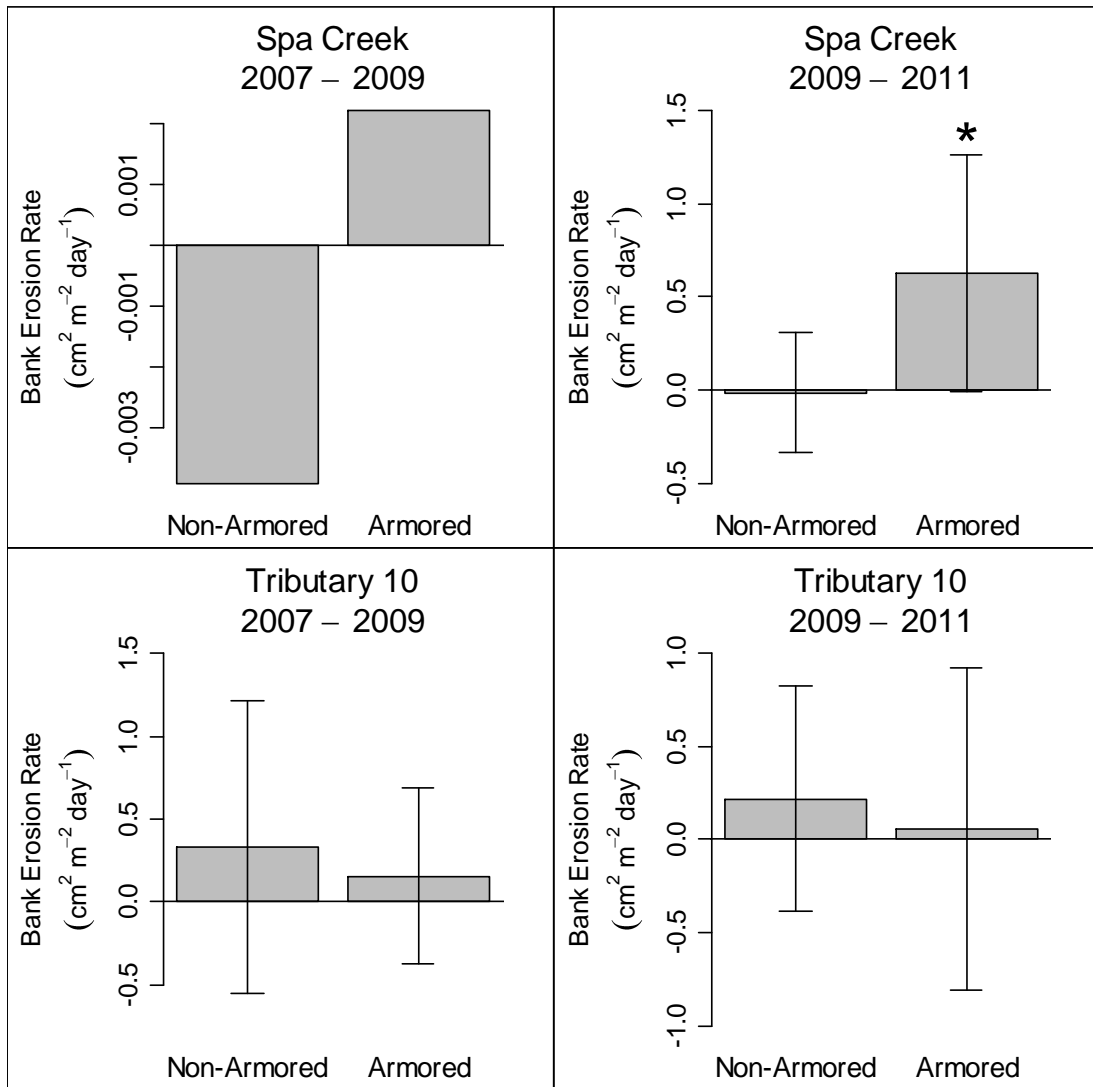 Spa Creek
2007 – 2009
Bank Erosion Rate
(cm² m⁻² day⁻¹)
0.001
-0.001
-0.003
Non-Armored Armored
Spa Creek
2009 – 2011
Bank Erosion Rate
(cm² m⁻² day⁻¹)
1.5
1.0
0.5
0.0
-0.5
*
Non-Armored Armored
Tributary 10
2007 – 2009
Bank Erosion Rate
(cm² m⁻² day⁻¹)
1.5
1.0
0.5
0.0
-0.5
Non-Armored Armored
Tributary 10
2009 – 2011
Bank Erosion Rate
(cm² m⁻² day⁻¹)
1.0
0.5
0.0
-0.5
-1.0
Non-Armored Armored